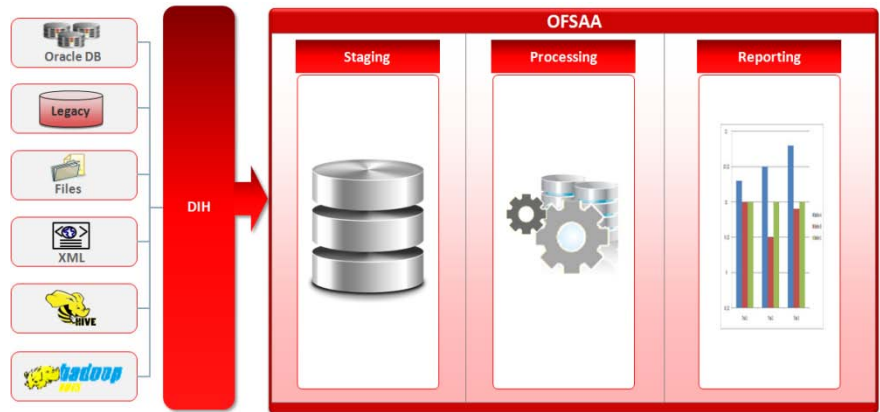 Oracle DB
Legacy
Files
XML
HIVE
hadoop
DIH
OFSAA
Staging
Processing
Reporting